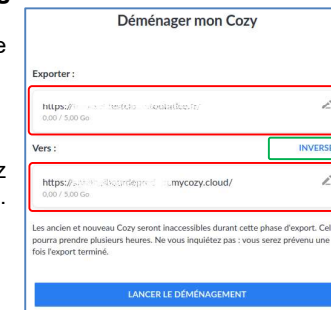 e
z
.
Déménager mon Cozy
Exporter :
https://
0,00 / 5,00 Go
Vers :
INVERSE
https:/ .mycozy.cloud/
0,00 / 5,00 Go
Les ancien et nouveau Cozy seront inaccessibles durant cette phase d'export. Cel
pourra prendre plusieurs heures. Ne vous inquiétez pas : vous serez prévenu une
fois l'export terminé.
LANCER LE DÉMÉNAGEMENT